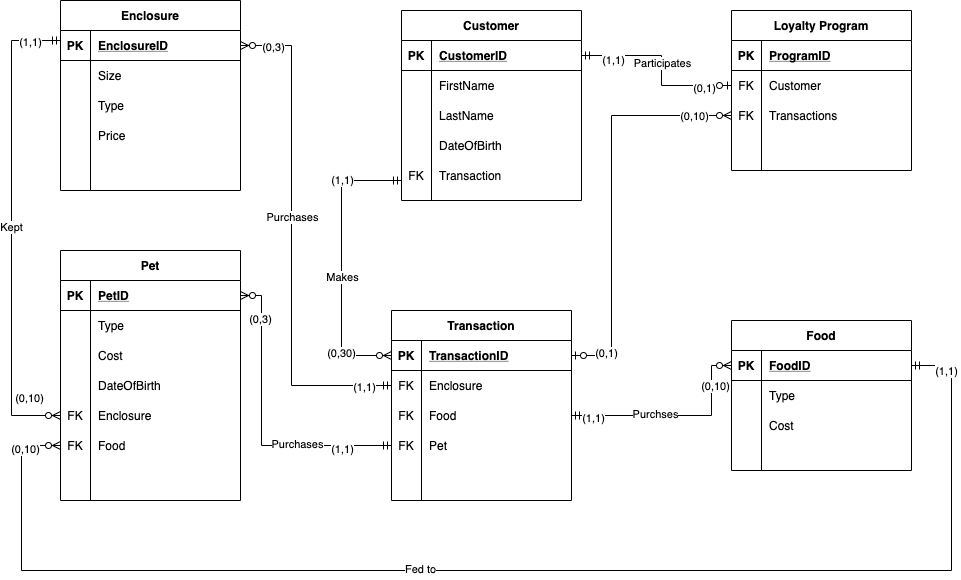 Enclosure
PK EnclosureID
Size
Type
Price
(1,1)
(0,3)
Customer
PK CustomerID
FirstName
LastName
DateOfBirth
FK Transaction
(1,1)
Participates
(0,1)
Loyalty Program
PK ProgramID
FK Customer
FK Transactions
(0,10)
(1,1)
Kept
Purchases
Makes
Pet
PK PetID
Type
Cost
DateOfBirth
FK Enclosure
FK Food
(0,3)
(0,10)
(0,10)
Purchases
(1,1)
(1,1)
(0,30)
Transaction
PK TransactionID
FK Enclosure
FK Food
FK Pet
(0,1)
(1,1)
Purchses
(0,10)
Food
PK FoodID
Type
Cost
(1,1)
Fed to